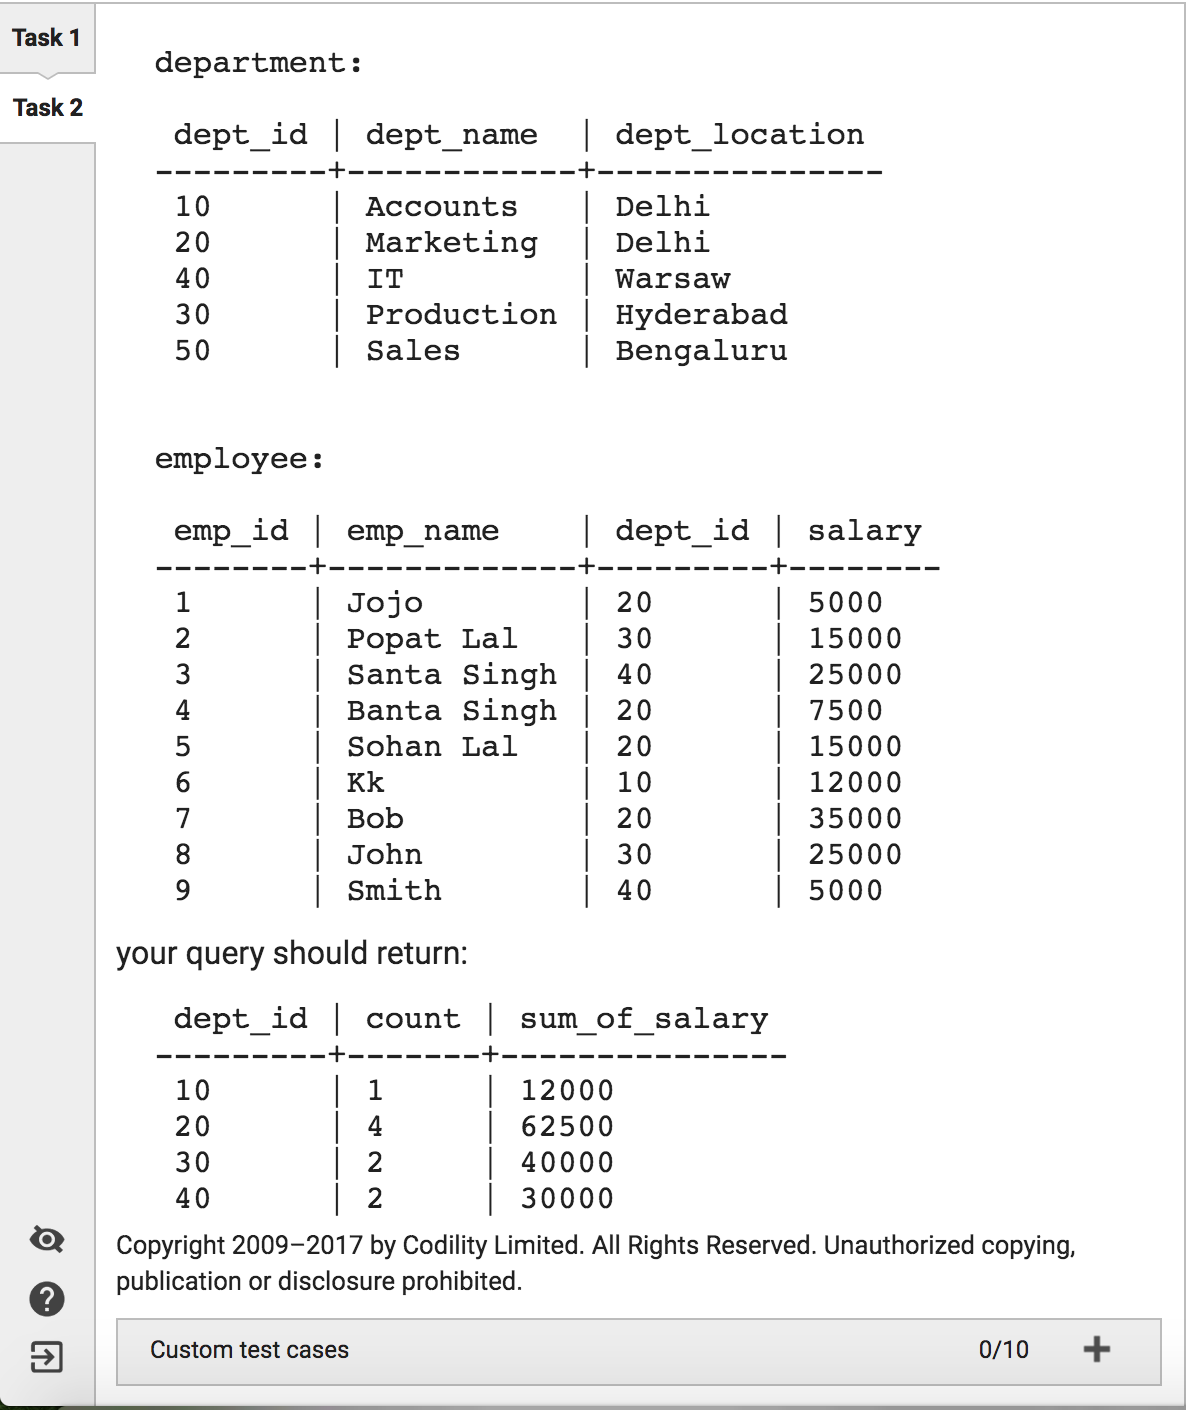 Task 1
Task 2
department:
dept_id | dept_name | dept_location
---------+------------+---------------
10 | Accounts | Delhi
20 | Marketing | Delhi
40 | IT | Warsaw
30 | Production | Hyderabad
50 | Sales | Bengaluru
employee:
emp_id | emp_name | dept_id | salary
--------+-------------+---------+--------
1 | Jojo | 20 | 5000
2 | Popat Lal | 30 | 15000
3 | Santa Singh | 40 | 25000
4 | Banta Singh | 20 | 7500
5 | Sohan Lal | 20 | 15000
6 | Kk | 10 | 12000
7 | Bob | 20 | 35000
8 | John | 30 | 25000
9 | Smith | 40 | 5000
your query should return:
dept_id | count | sum_of_salary
---------+-------+---------------
10 | 1 | 12000
20 | 4 | 62500
30 | 2 | 40000
40 | 2 | 30000
Copyright 2009–2017 by Codility Limited. All Rights Reserved. Unauthorized copying,
publication or disclosure prohibited.
Custom test cases 0/10 +